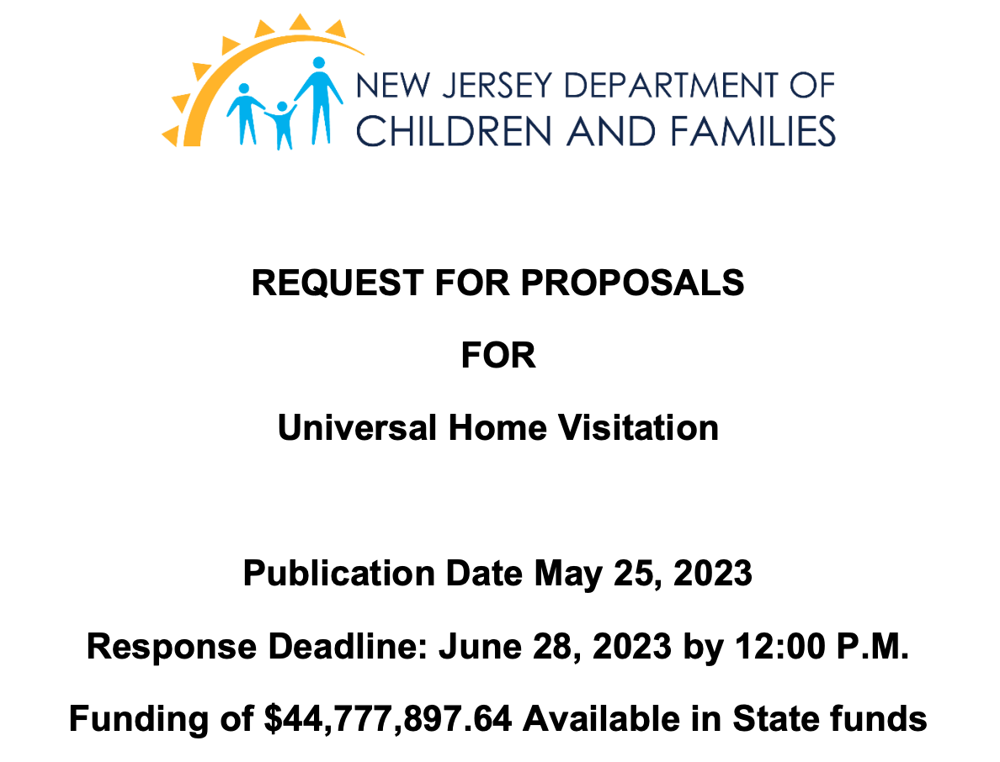 NEW JERSEY DEPARTMENT OF
CHILDREN AND FAMILIES
REQUEST FOR PROPOSALS
FOR
Universal Home Visitation
Publication Date May 25, 2023
Response Deadline: June 28, 2023 by 12:00 P.M.
Funding of $44,777,897.64 Available in State funds